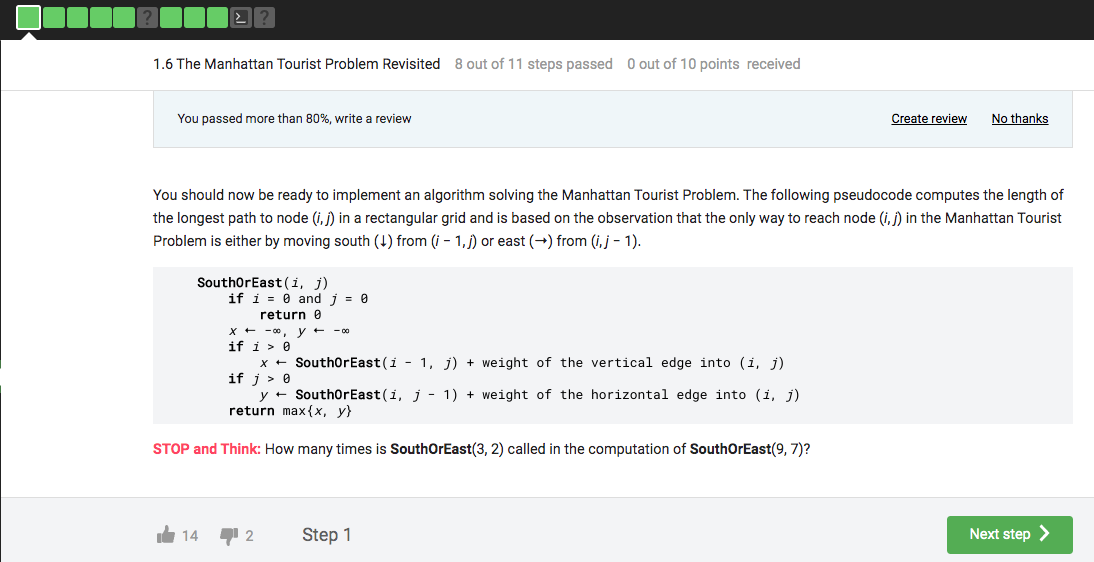 ? >_ ?
1.6 The Manhattan Tourist Problem Revisited 8 out of 11 steps passed 0 out of 10 points received
You passed more than 80%, write a review Create review No thanks
You should now be ready to implement an algorithm solving the Manhattan Tourist Problem. The following pseudocode computes the length of
the longest path to node (i, j) in a rectangular grid and is based on the observation that the only way to reach node (i, j) in the Manhattan Tourist
Problem is either by moving south (↓) from (i − 1, j) or east (→) from (i, j − 1).
SouthOrEast(i, j)
if i = 0 and j = 0
return 0
x ← -∞, y ← -∞
if i > 0
x ← SouthOrEast(i - 1, j) + weight of the vertical edge into (i, j)
if j > 0
y ← SouthOrEast(i, j - 1) + weight of the horizontal edge into (i, j)
return max{x, y}
STOP and Think: How many times is SouthOrEast(3, 2) called in the computation of SouthOrEast(9, 7)?
14 2 Step 1 Next step